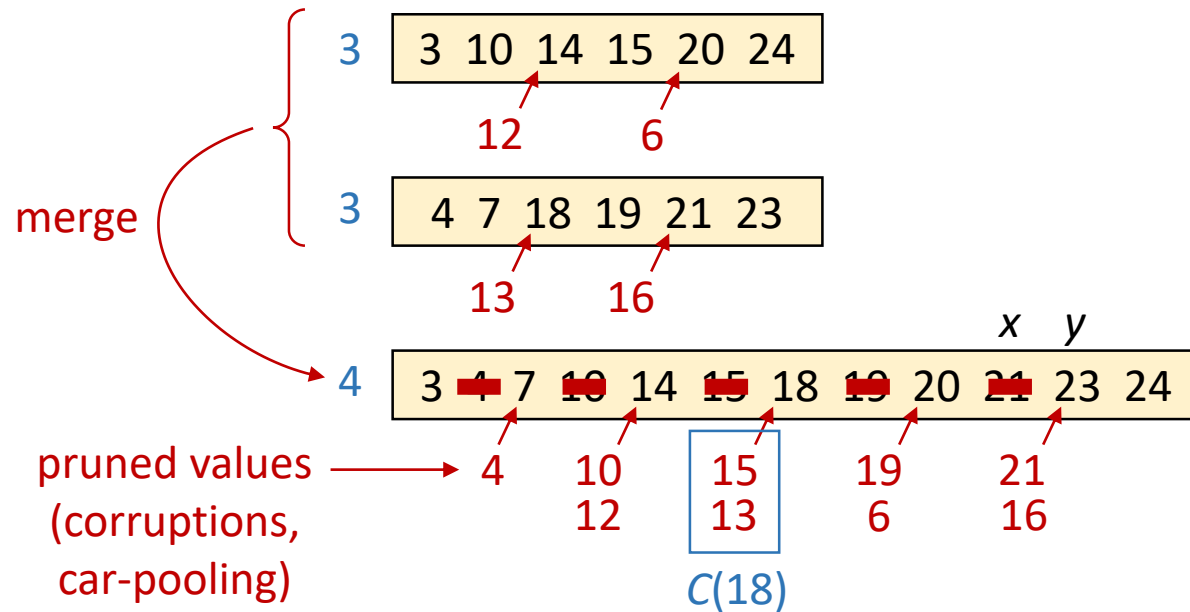 3 3 10 14 15 20 24
12 6
merge
3 4 7 18 19 21 23
13 16
x y
4 3 4 7 10 14 15 18 19 20 21 23 24
pruned values 4 10 15 19 21
(corruptions, 12 13 6 16
car-pooling)
C(18)